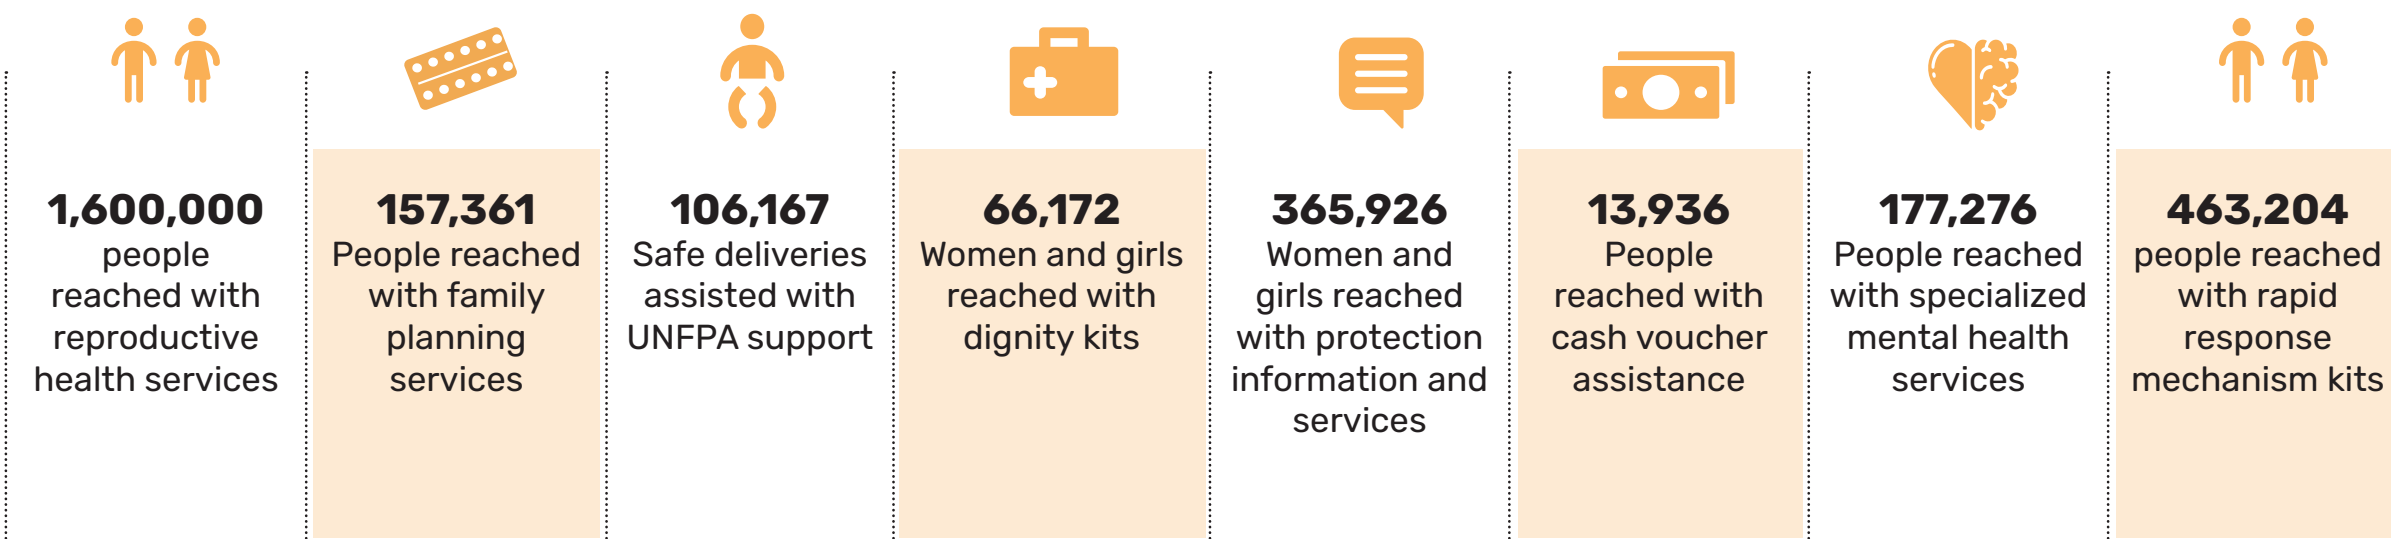 1,600,000
people
reached with
reproductive
health services
157,361
People reached
with family
planning
services
106,167
Safe deliveries
assisted with
UNFPA support
66,172
Women and girls
reached with
dignity kits
365,926
Women and
girls reached
with protection
information and
services
13,936
People
reached with
cash voucher
assistance
177,276
People reached
with specialized
mental health
services
463,204
people reached
with rapid
response
mechanism kits